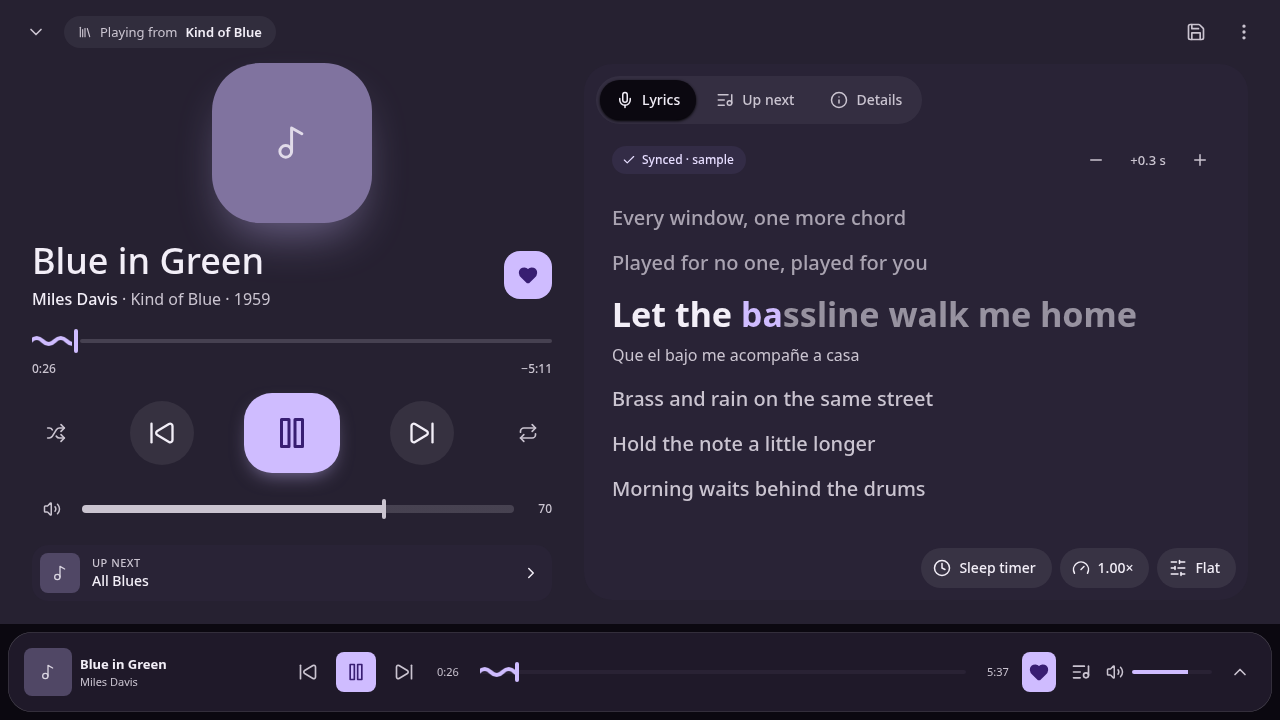 Playing from Kind of Blue
Blue in Green
Miles Davis · Kind of Blue · 1959
0:26
−5:11
70
UP NEXT
All Blues
Lyrics
Up next
Details
Synced · sample
+0.3 s
Every window, one more chord
Played for no one, played for you
Let the bassline walk me home
Que el bajo me acompañe a casa
Brass and rain on the same street
Hold the note a little longer
Morning waits behind the drums
Sleep timer
1.00×
Flat
Blue in Green
Miles Davis
0:26
5:37